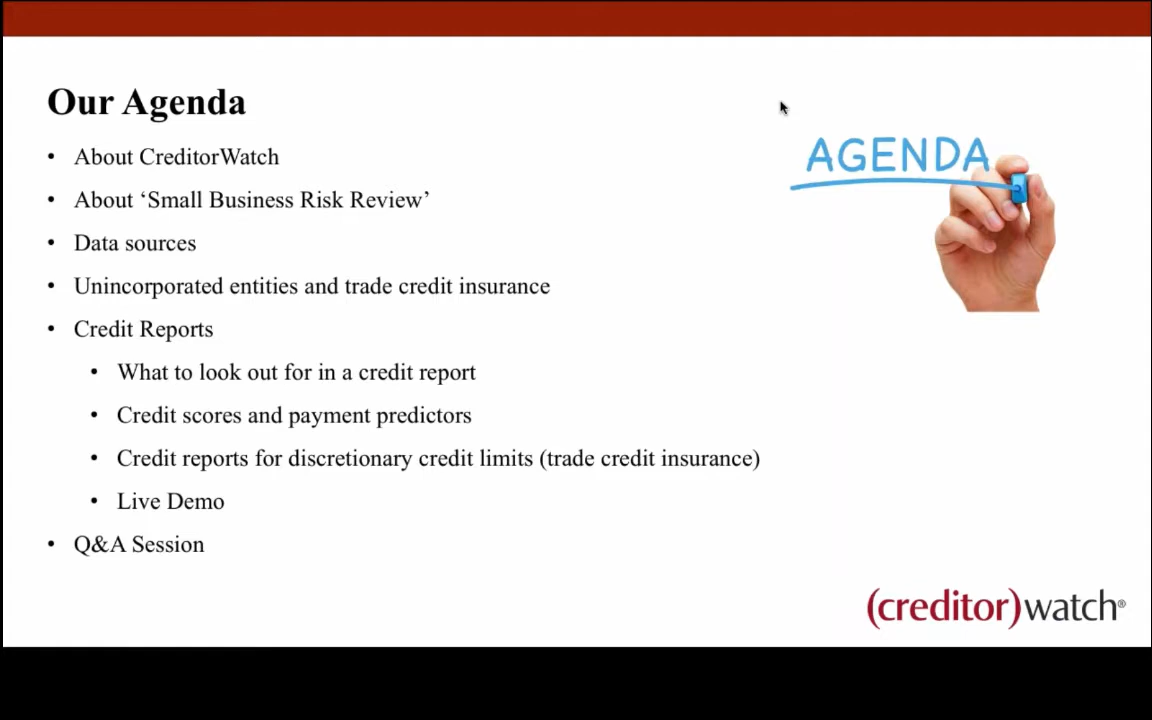 Our Agenda
• About CreditorWatch
• About ‘Small Business Risk Review’
• Data sources
• Unincorporated entities and trade credit insurance
• Credit Reports
• What to look out for in a credit report
• Credit scores and payment predictors
• Credit reports for discretionary credit limits (trade credit insurance)
• Live Demo
• Q&A Session
AGENDA
(creditor)watch®